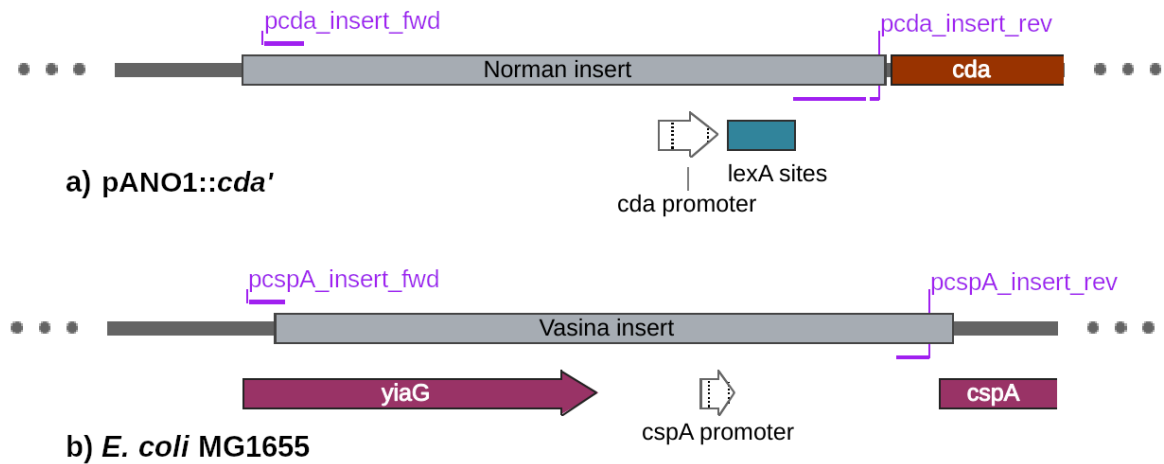 pcda_insert_fwd
pcda_insert_rev
Norman insert
cda
lexA sites
a) pANO1::cda'
cda promoter
pcspA_insert_fwd
pcspA_insert_rev
Vasina insert
yiaG
cspA
cspA promoter
b) E. coli MG1655